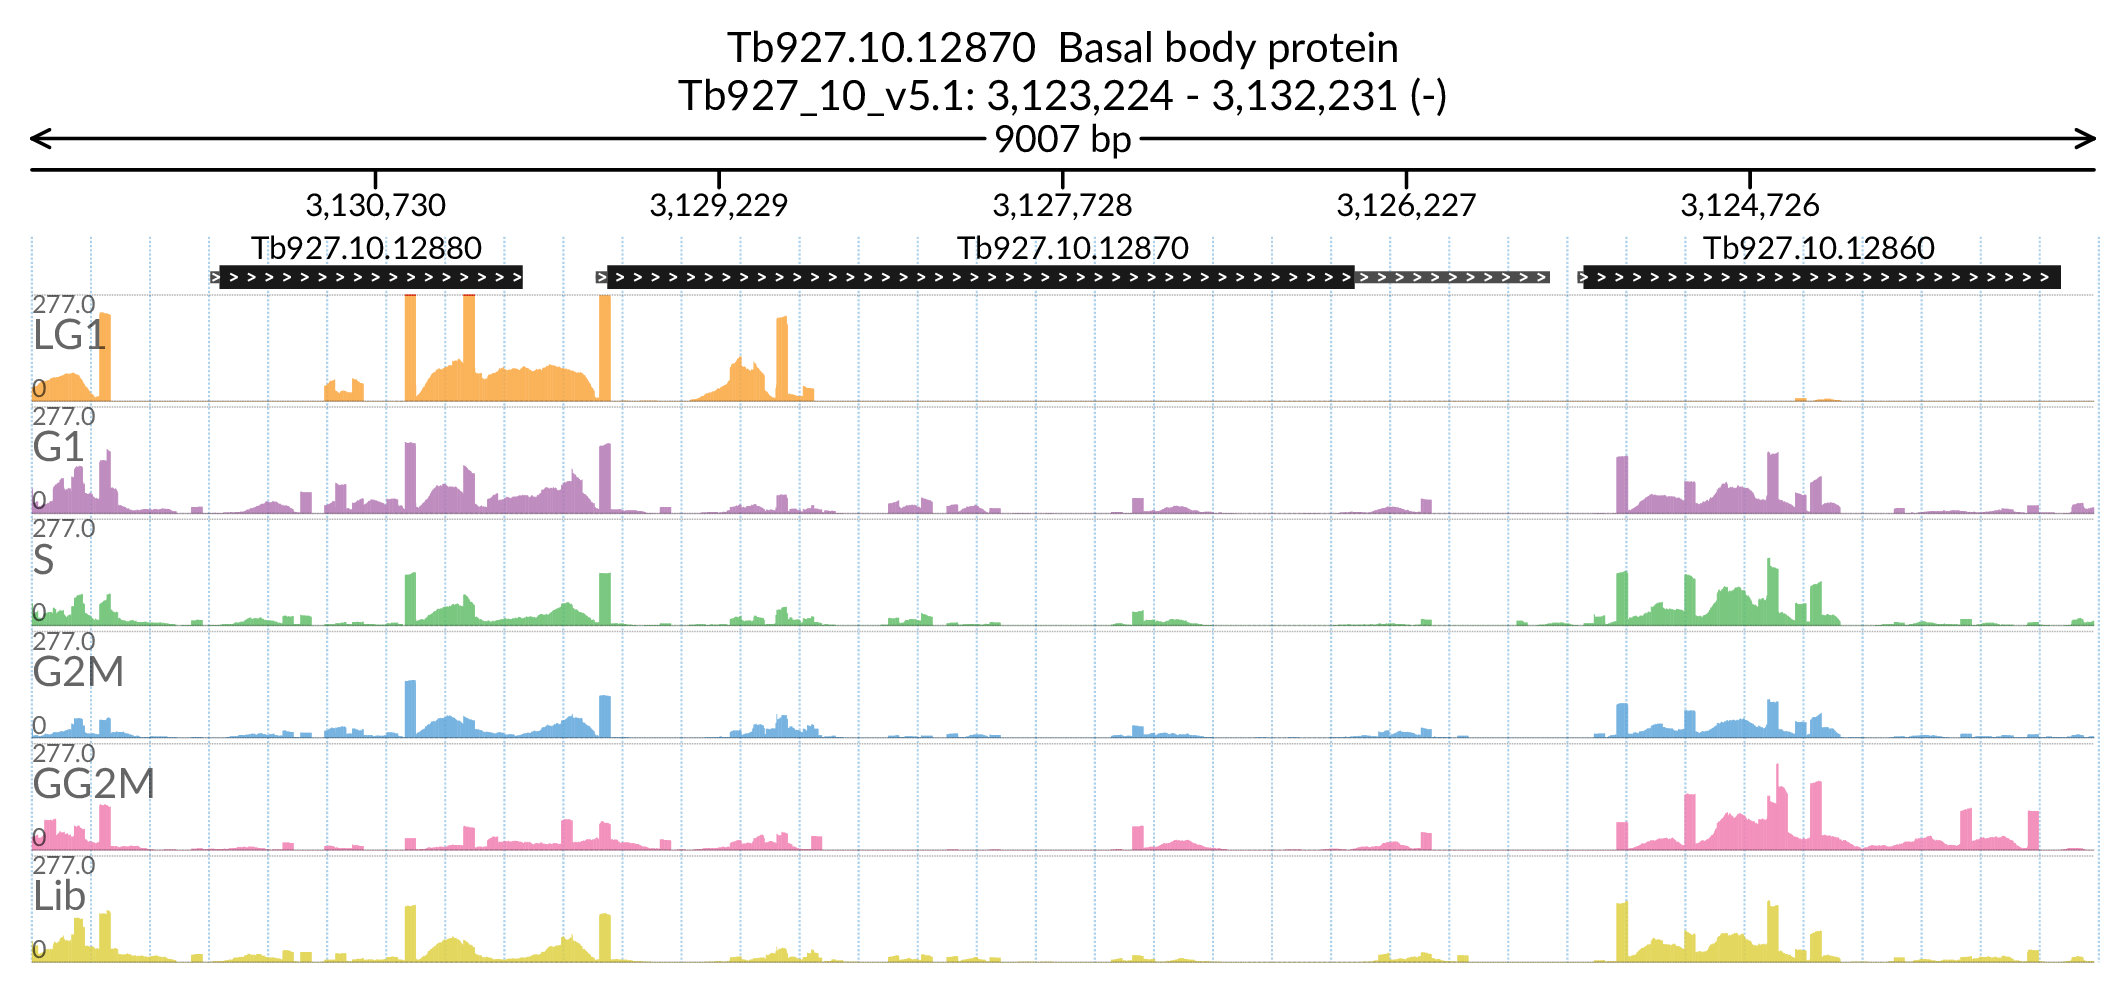 Tb927.10.12870  Basal body protein
Tb927_10_v5.1: 3,123,224 - 3,132,231 (-)
9007 bp
3,130,730 3,129,229 3,127,728 3,126,227 3,124,726
Tb927.10.12880 Tb927.10.12870 Tb927.10.12860
277.0
LG1
0
277.0
G1
0
277.0
S
0
277.0
G2M
0
277.0
GG2M
0
277.0
Lib
0